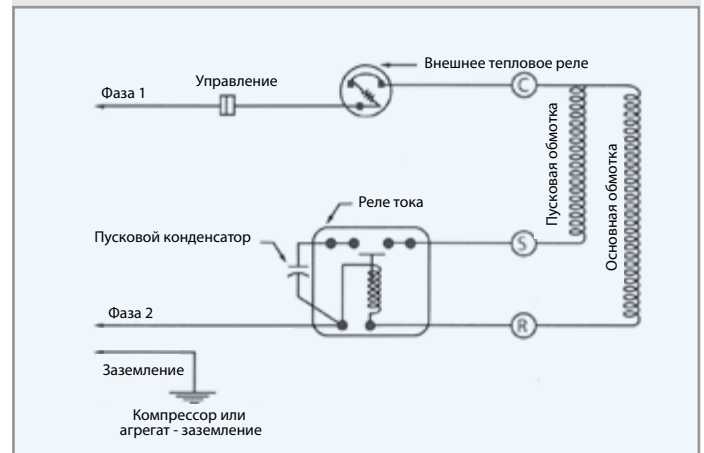 Внешнее тепловое реле
Управление
Фаза 1
C
Пусковая обмотка
Основная обмотка
Реле тока
Пусковой конденсатор
S
Фаза 2
R
Заземление
Компрессор или
агрегат - заземление